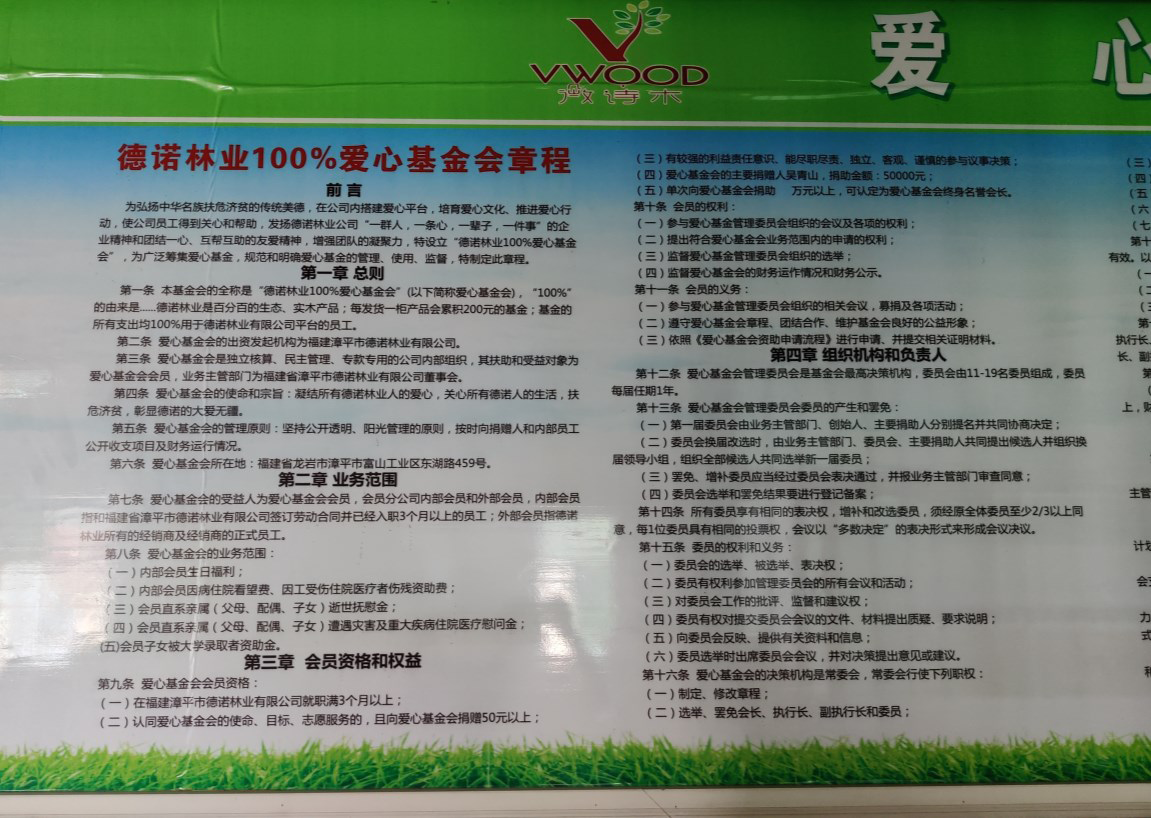 VWOOD
薇诗木
爱 心
德诺林业100%爱心基金会章程
前 言
为弘扬中华名族扶危济贫的传统美德，在公司内搭建爱心平台，培育爱心文化、推进爱心行
动，使公司员工得到关心和帮助，发扬德诺林业公司“一群人，一条心，一辈子，一件事”的企
业精神和团结一心、互帮互助的友爱精神，增强团队的凝聚力，特设立“德诺林业100%爱心基金
会”，为广泛筹集爱心基金，规范和明确爱心基金的管理、使用、监督，特制定此章程。
第一章 总则
第一条 本基金会的全称是“德诺林业100%爱心基金会”(以下简称爱心基金会)，“100%”
的由来是......德诺林业是百分百的生态、实木产品；每发货一柜产品会累积200元的基金；基金的
所有支出均100%用于德诺林业有限公司平台的员工。
第二条 爱心基金会的出资发起机构为福建漳平市德诺林业有限公司。
第三条 爱心基金会是独立核算、民主管理、专款专用的公司内部组织，其扶助和受益对象为
爱心基金会会员，业务主管部门为福建省漳平市德诺林业有限公司董事会。
第四条 爱心基金会的使命和宗旨：凝结所有德诺林业人的爱心，关心所有德诺人的生活，扶
危济贫，彰显德诺的大爱无疆。
第五条 爱心基金会的管理原则：坚持公开透明、阳光管理的原则，按时向捐赠人和内部员工
公开收支项目及财务运行情况。
第六条 爱心基金会所在地：福建省龙岩市漳平市富山工业区东湖路459号。
第二章 业务范围
第七条 爱心基金会的受益人为爱心基金会会员，会员分公司内部会员和外部会员，内部会员
指和福建省漳平市德诺林业有限公司签订劳动合同并已经入职3个月以上的员工；外部会员指德诺
林业所有的经销商及经销商的正式员工。
第八条 爱心基金会的业务范围：
（一）内部会员生日福利；
（二）内部会员因病住院看望费、因工受伤住院医疗者伤残资助费；
（三）会员直系亲属（父母、配偶、子女）逝世抚慰金；
（四）会员直系亲属（父母、配偶、子女）遭遇灾害及重大疾病住院医疗慰问金；
(五)会员子女被大学录取者资助金。
第三章 会员资格和权益
第九条 爱心基金会会员资格：
（一）在福建漳平市德诺林业有限公司就职满3个月以上；
（二）认同爱心基金会的使命、目标、志愿服务的，且向爱心基金会捐赠50元以上；
（三）有较强的利益责任意识、能尽职尽责、独立、客观、谨慎的参与议事决策；
（四）爱心基金会的主要捐赠人吴青山，捐助金额：50000元；
（五）单次向爱心基金会捐助 万元以上，可认定为爱心基金会终身名誉会长。
第十条 会员的权利：
（一）参与爱心基金管理委员会组织的会议及各项的权利；
（二）提出符合爱心基金会业务范围内的申请的权利；
（三）监督爱心基金管理委员会组织的选举；
（四）监督爱心基金会的财务运作情况和财务公示。
第十一条 会员的义务：
（一）参与爱心基金管理委员会组织的相关会议，募捐及各项活动；
（二）遵守爱心基金会章程、团结合作、维护基金会良好的公益形象；
（三）依照《爱心基金会资助申请流程》进行申请、并提交相关证明材料。
第四章 组织机构和负责人
第十二条 爱心基金会管理委员会是基金会最高决策机构，委员会由11-19名委员组成，委员
每届任期1年。
第十三条 爱心基金会管理委员会委员的产生和罢免：
（一）第一届委员会由业务主管部门、创始人、主要捐助人分别提名并共同协商决定；
（二）委员会换届改选时，由业务主管部门、委员会、主要捐助人共同提出候选人并组织换
届领导小组，组织全部候选人共同选举新一届委员；
（三）罢免、增补委员应当经过委员会表决通过，并报业务主管部门审查同意；
（四）委员会选举和罢免结果要进行登记备案；
第十四条 所有委员享有相同的表决权，增补和改选委员，须经原全体委员至少2/3以上同
意，每1位委员具有相同的投票权，会议以“多数决定”的表决形式来形成会议决议。
第十五条 委员的权利和义务：
（一）委员会的选举、被选举、表决权；
（二）委员有权利参加管理委员会的所有会议和活动；
（三）对委员会工作的批评、监督和建议权；
（四）委员有权对提交委员会会议的文件、材料提出质疑、要求说明；
（五）向委员会反映、提供有关资料和信息；
（六）委员选举时出席委员会会议，并对决策提出意见或建议。
第十六条 爱心基金会的决策机构是常委会，常委会行使下列职权：
（一）制定、修改章程；
（二）选举、罢免会长、执行长、副执行长和委员；